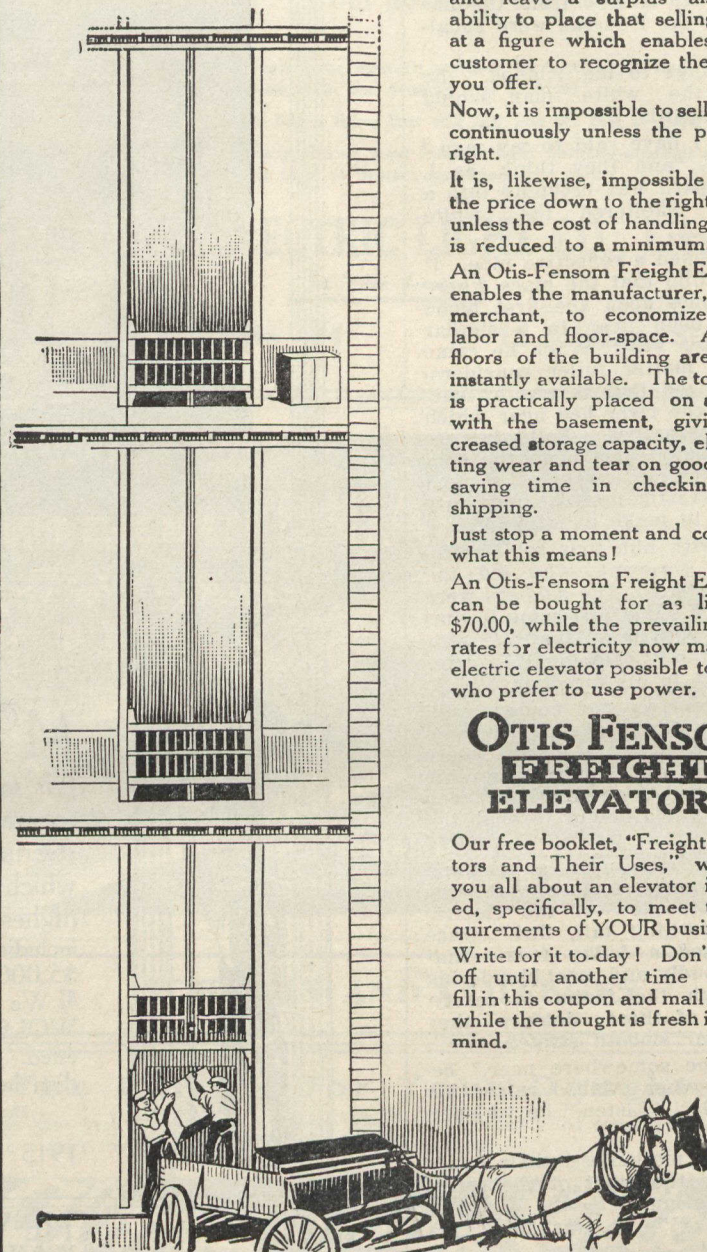 and leave a surplus
ability to place that selling
at a figure which enables
customer to recognize the
you offer.
Now, it is impossible to sell
continuously unless the p
right.
It is, likewise, impossible
the price down to the right
unless the cost of handling
is reduced to a minimum
An Otis-Fensom Freight E
enables the manufacturer,
merchant, to economize
labor and floor-space. A
floors of the building are
instantly available. The to
is practically placed on a
with the basement, givi
creased storage capacity, el
ting wear and tear on good
saving time in checkin
shipping.
Just stop a moment and co
what this means!
An Otis-Fensom Freight E
can be bought for as li
$70.00, while the prevailin
rates for electricity now ma
electric elevator possible to
who prefer to use power.
OTIS FENSO
FREIGHT
ELEVATOR
Our free booklet, “Freight
tors and Their Uses,” w
you all about an elevator i
ed, specifically, to meet
quirements of YOUR busi
Write for it to-day! Don’
off until another time
fill in this coupon and mail
while the thought is fresh i
mind.